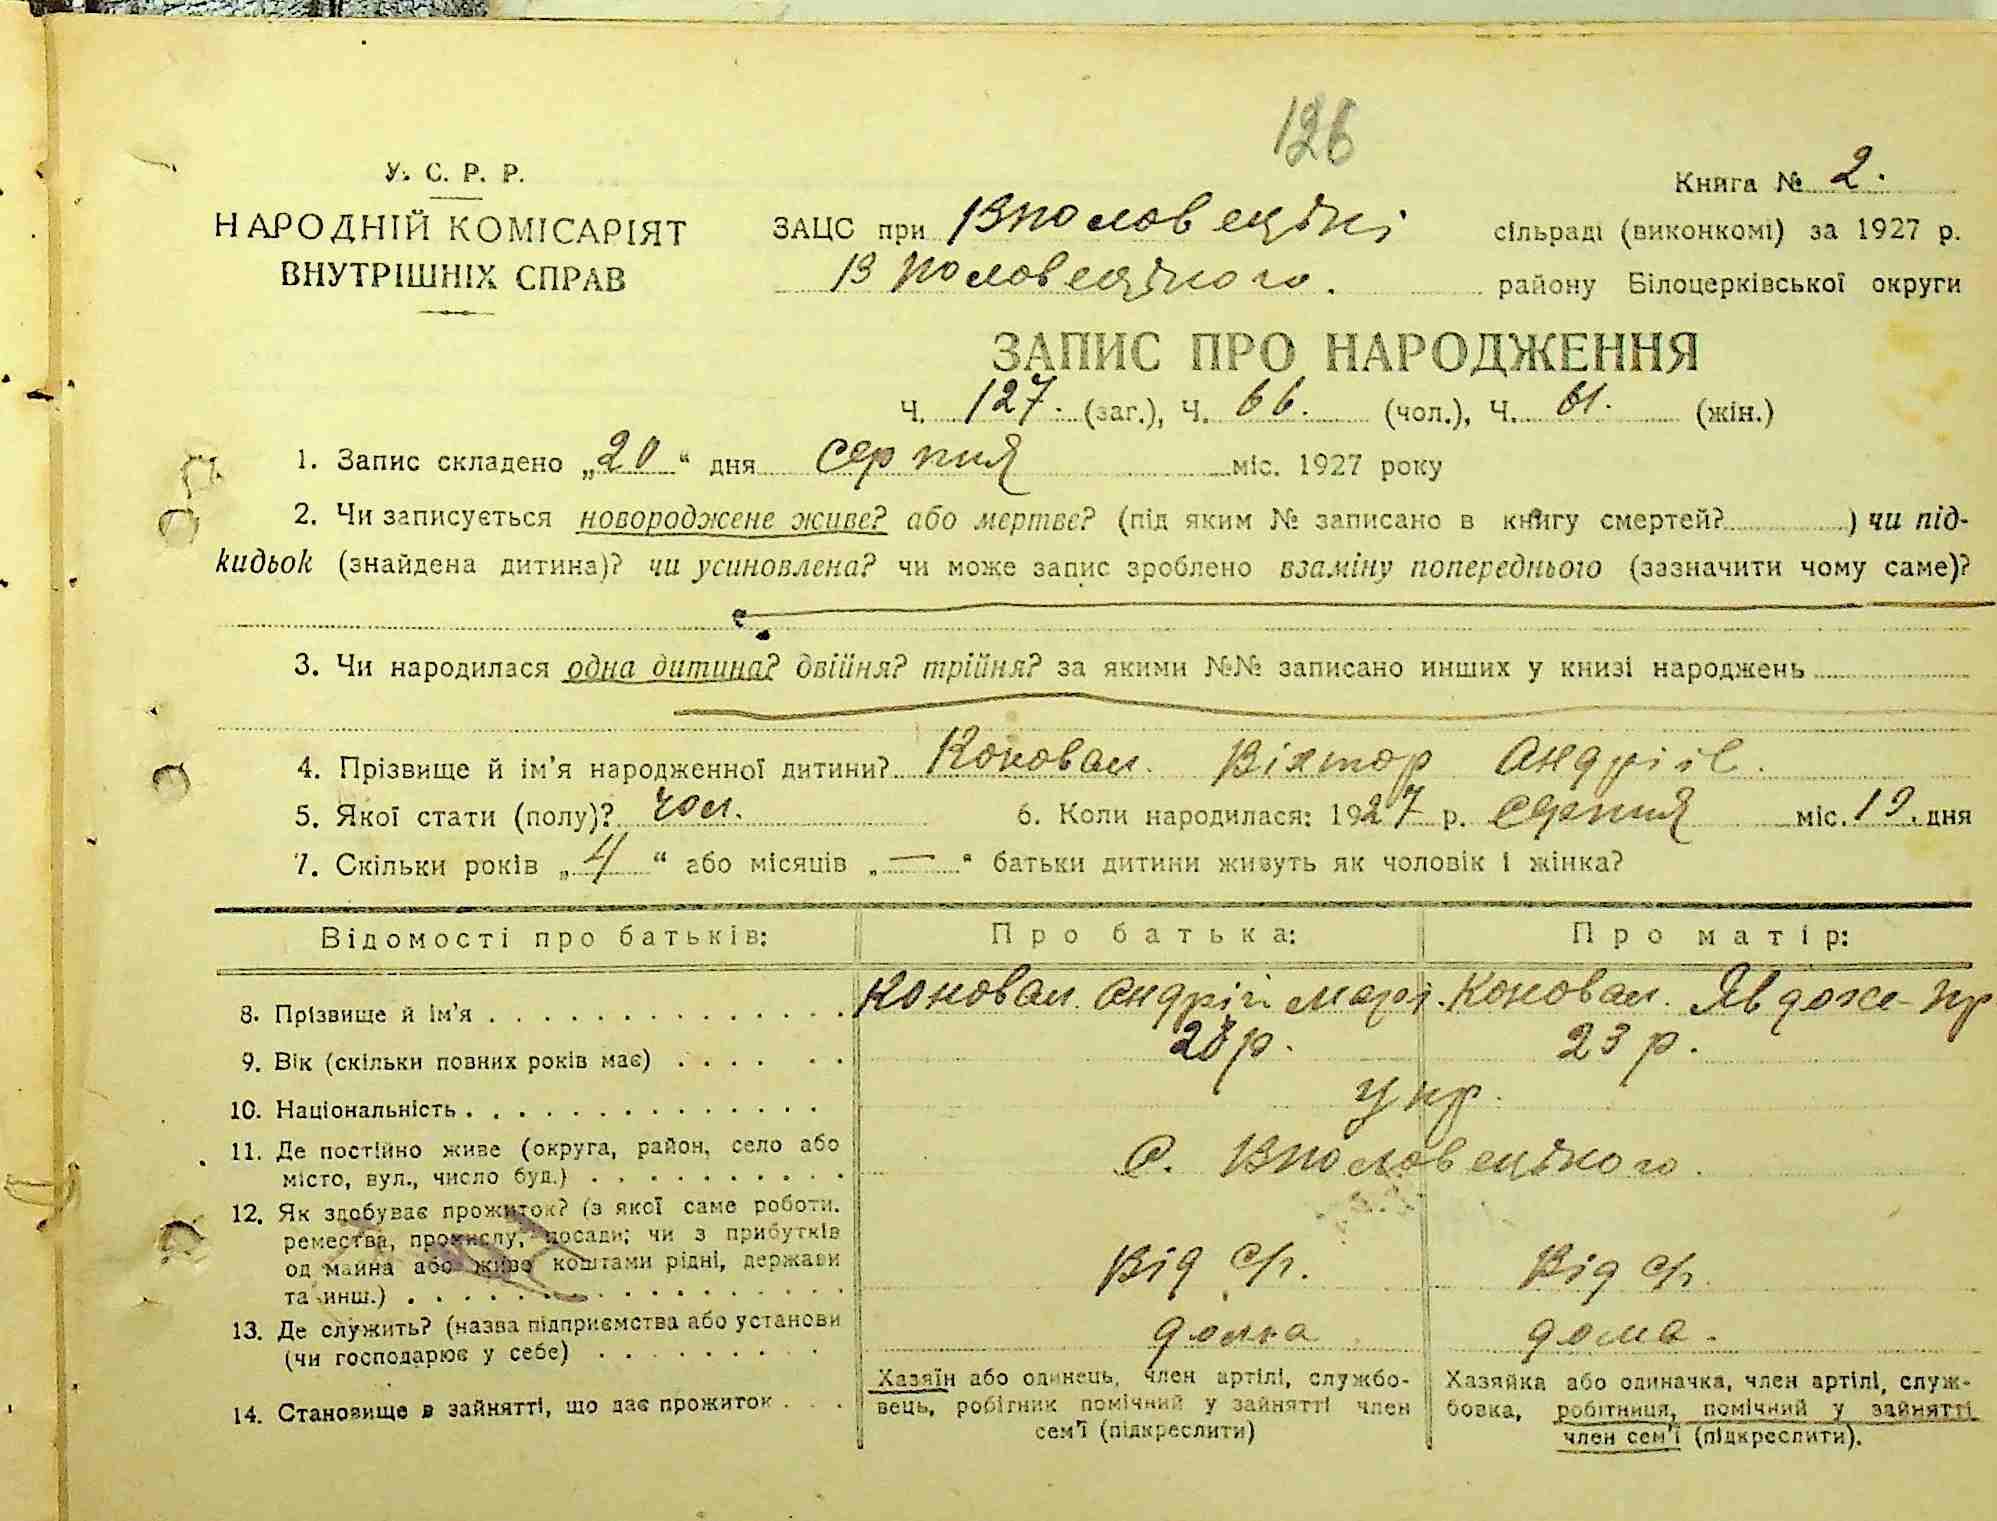 126
У. С. Р. Р.
НАРОДНІЙ КОМІСАРІЯТ
ВНУТРІШНІХ СПРАВ
Книга № 2.
ЗАЦС при Вполовецькі сільраді (виконкомі) за 1927 р.
Вполовецького. району Білоцерківської округи
ЗАПИС ПРО НАРОДЖЕННЯ
Ч. 127. (заг.), Ч. 66. (чол.), Ч. 61. (жін.)
1. Запис складено „20“ дня серпня міс. 1927 року
2. Чи записується новороджене живе? або мертве? (під яким № записано в книгу смертей? ) чи під-
кидьок (знайдена дитина)? чи усиновлена? чи може запис зроблено взаміну попереднього (зазначити чому саме)?
3. Чи народилася одна дитина? двійня? трійня? за якими №№ записано инших у книзі народжень
4. Прізвище й ім'я народженної дитини? Коновал Віктор Андріїв.
5. Якої стати (полу)? чол. 6. Коли народилася: 1927 р. серпня міс. 19. дня
7. Скільки років „4“ або місяців „—“ батьки дитини живуть як чоловік і жінка?
Відомості про батьків: Про батька: Про матір:
8. Прізвище й ім'я Коновал Андрій Коновал Явдоха
9. Вік (скільки повних років має) 23 р. 23 р.
10. Національність укр.
11. Де постійно живе (округа, район, село або
місто, вул., число буд.) с. Вполовецького
12. Як здобуває прожиток? (з якої саме роботи.
ремества, промислу, посади; чи з прибутків
од майна або живе коштами рідні, держави
та инш.) Від с/г. Від с/г.
13. Де служить? (назва підприємства або установи
(чи господарює у себе) дома дома.
14. Становище в зайнятті, що дає прожиток
Хазяїн або одинець, член артілі, службо-
вець, робітник помічний у зайнятті член
сем'ї (підкреслити)
Хазяйка або одиначка, член артілі, служ-
бовка, робітниця, помічний у зайнятті
член сем'ї (підкреслити).